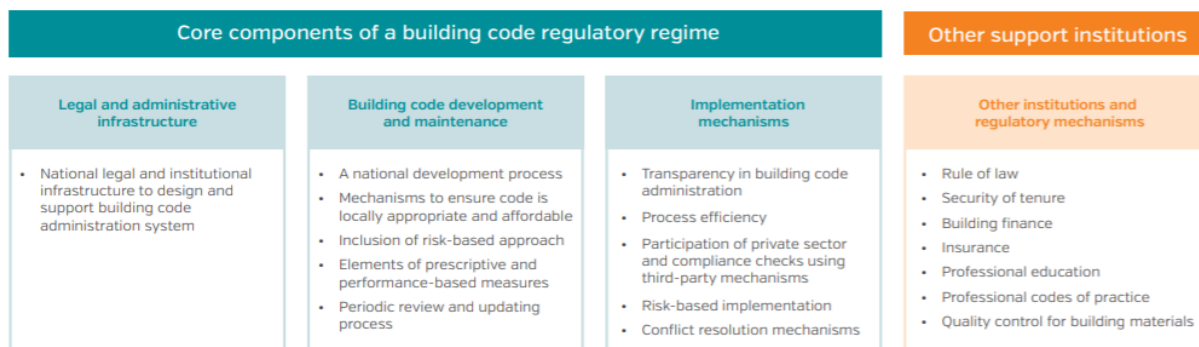 Core components of a building code regulatory regime
Other support institutions
Legal and administrative
infrastructure
• National legal and institutional
infrastructure to design and
support building code
administration system
Building code development
and maintenance
• A national development process
• Mechanisms to ensure code is
locally appropriate and affordable
• Inclusion of risk-based approach
• Elements of prescriptive and
performance-based measures
• Periodic review and updating
process
Implementation
mechanisms
• Transparency in building code
administration
• Process efficiency
• Participation of private sector
and compliance checks using
third-party mechanisms
• Risk-based implementation
• Conflict resolution mechanisms
Other institutions and
regulatory mechanisms
• Rule of law
• Security of tenure
• Building finance
• Insurance
• Professional education
• Professional codes of practice
• Quality control for building materials